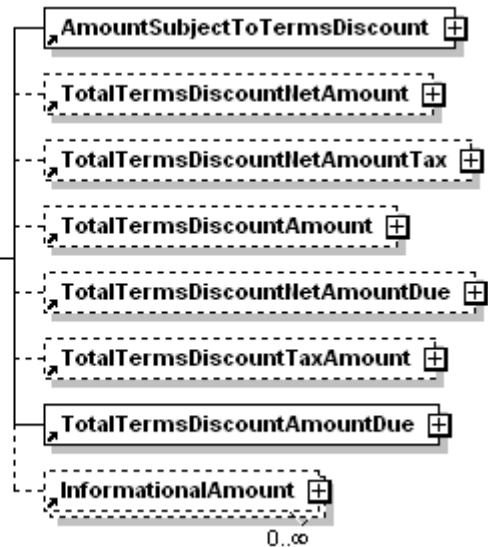 AmountSubjectToTermsDiscount
TotalTermsDiscountNetAmount
TotalTermsDiscountNetAmountTax
TotalTermsDiscountAmount
TotalTermsDiscountNetAmountDue
TotalTermsDiscountTaxAmount
TotalTermsDiscountAmountDue
InformationalAmount
0..∞